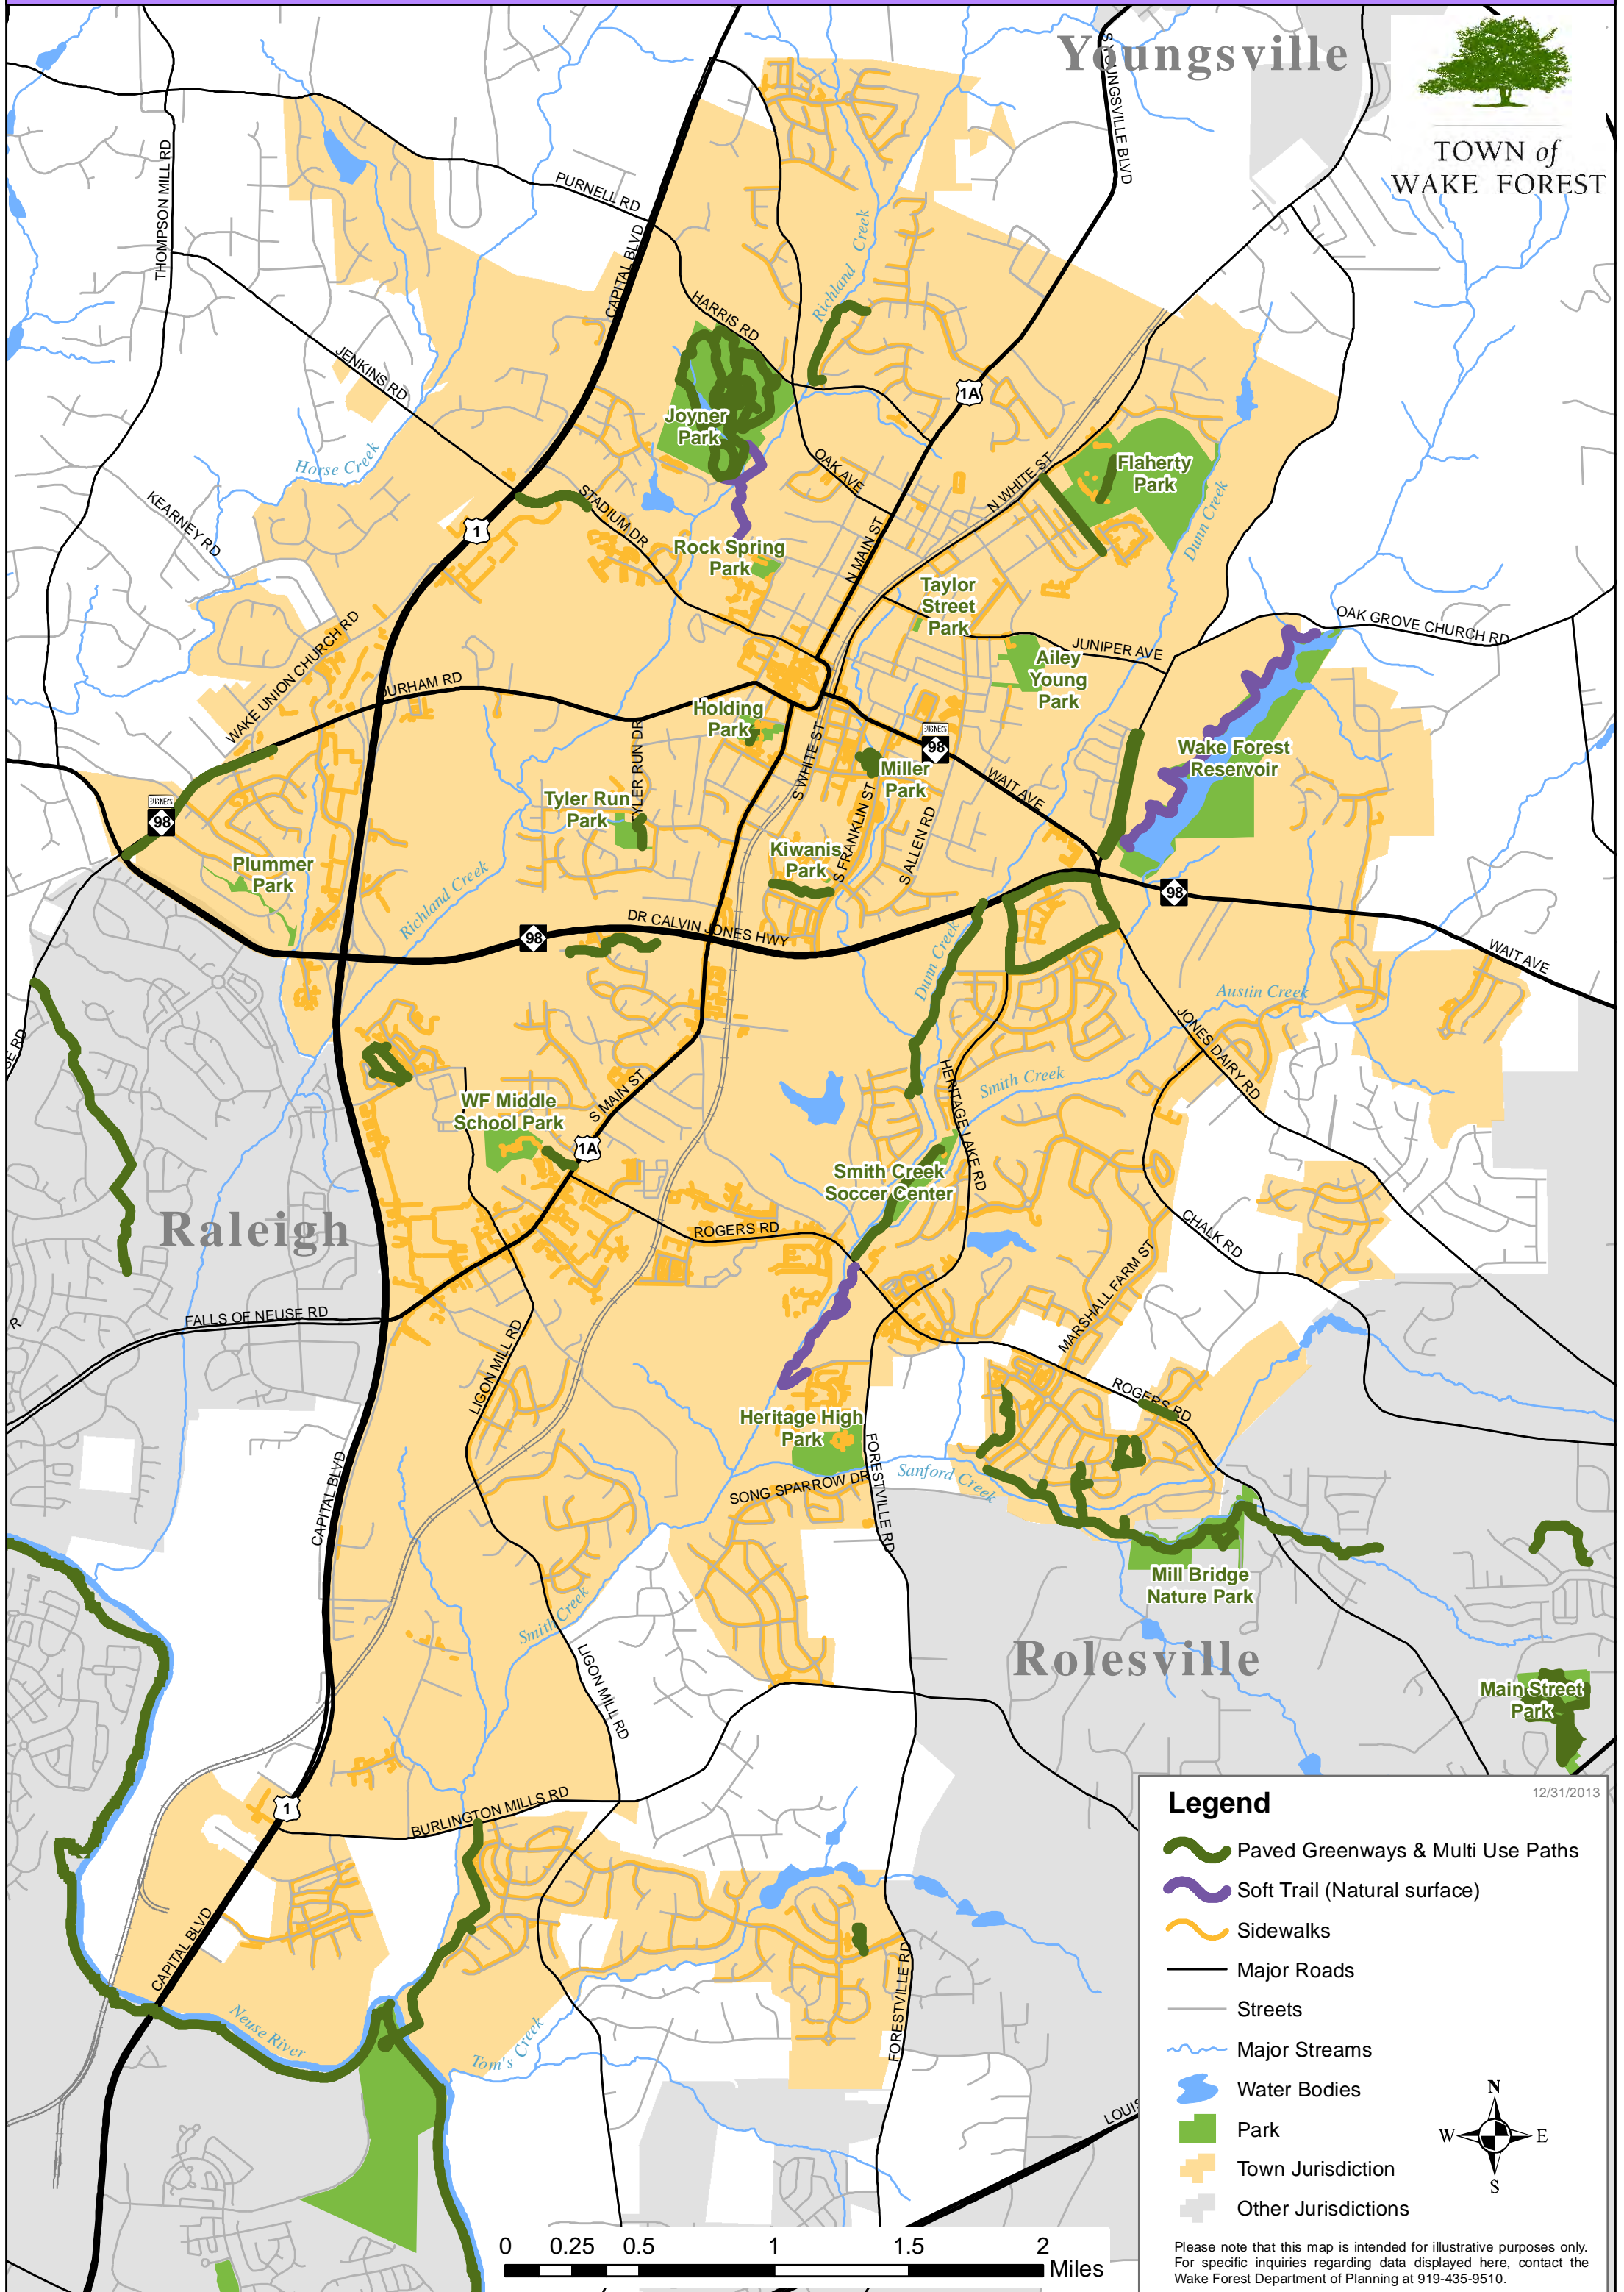 Youngsville
S YOUNGSVILLE BLVD
TOWN of
WAKE FOREST
THOMPSON MILL RD
PURNELL RD
CAPITAL BLVD
HARRIS RD
Richland Creek
JENKINS RD
1A
Joyner
Park
Horse Creek
OAK AVE
N WHITE ST
Flaherty
Park
KEARNEY RD
STADIUM DR
1
Dunn Creek
Rock Spring
Park
N MAIN ST
Taylor
Street
Park
OAK GROVE CHURCH RD
JUNIPER AVE
WAKE UNION CHURCH RD
Ailey
Young
Park
DURHAM RD
Holding
Park
TYLER RUN DR
S WHITE ST
BUSINESS
98
Wake Forest
Reservoir
Miller
Park
WAIT AVE
BUSINESS
98
Tyler Run
Park
S FRANKLIN ST
S ALLEN RD
Kiwanis
Park
Plummer
Park
Richland Creek
98
DR CALVIN JONES HWY
98
WAIT AVE
Dunn Creek
Austin Creek
SE RD
JONES DAIRY RD
HERITAGE LAKE RD
Smith Creek
WF Middle
School Park
S MAIN ST
1A
Smith Creek
Soccer Center
Raleigh
ROGERS RD
CHALK RD
MARSHALL FARM ST
FALLS OF NEUSE RD
R
LIGON MILL RD
ROGERS RD
Heritage High
Park
FORESTVILLE RD
CAPITAL BLVD
SONG SPARROW DR
Sanford Creek
Mill Bridge
Nature Park
Smith Creek
LIGON MILL RD
Rolesville
Main Street
Park
1
BURLINGTON MILLS RD
CAPITAL BLVD
FORESTVILLE RD
Neuse River
Tom's Creek
LOUIS
Legend
12/31/2013
Paved Greenways & Multi Use Paths
Soft Trail (Natural surface)
Sidewalks
Major Roads
Streets
Major Streams
Water Bodies
Park
Town Jurisdiction
Other Jurisdictions
N
W E
S
0 0.25 0.5 1 1.5 2
Miles
Please note that this map is intended for illustrative purposes only.
For specific inquiries regarding data displayed here, contact the
Wake Forest Department of Planning at 919-435-9510.